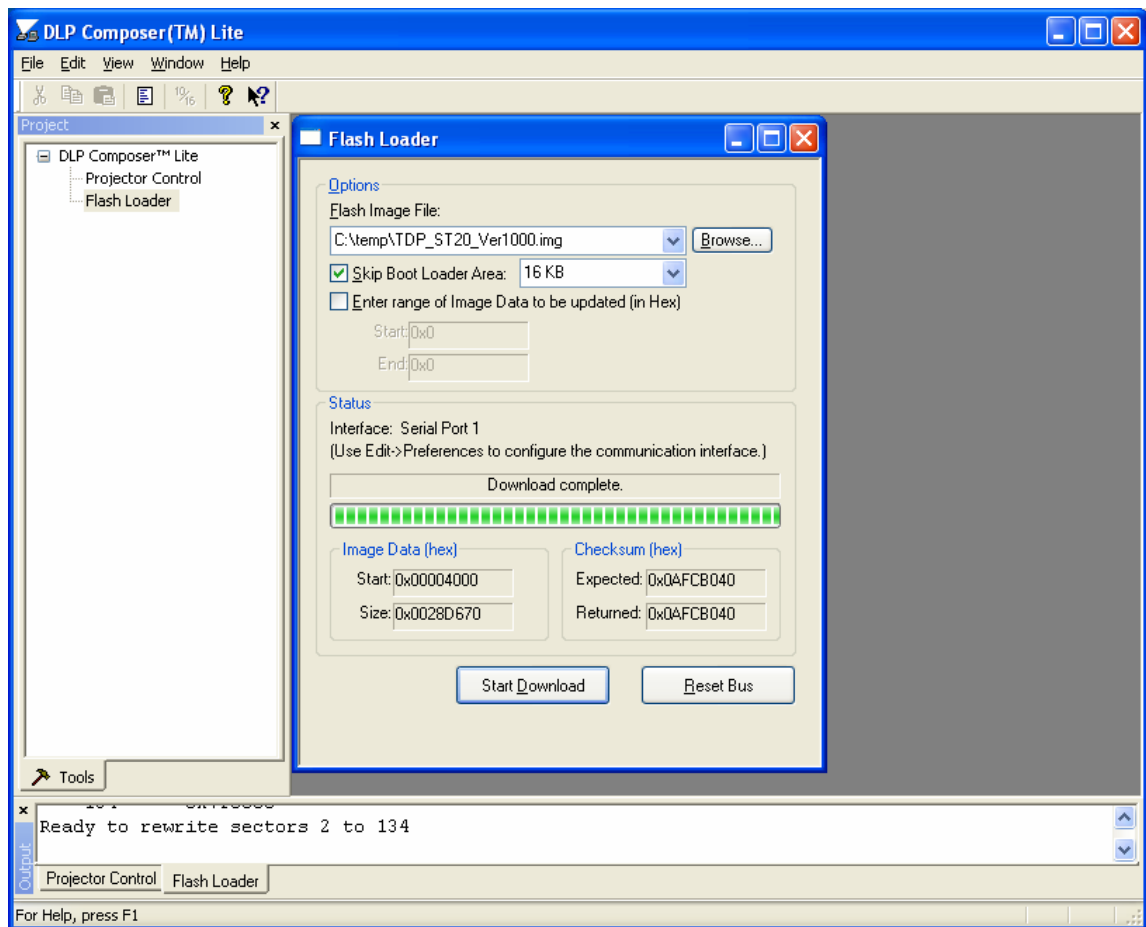 DLP Composer(TM) Lite
File Edit View Window Help
10/16
Project
DLP Composer™ Lite
Projector Control
Flash Loader
Tools
Flash Loader
Options
Flash Image File:
C:\temp\TDP_ST20_Ver1000.img Browse...
Skip Boot Loader Area: 16 KB
Enter range of Image Data to be updated (in Hex)
Start: 0x0
End: 0x0
Status
Interface: Serial Port 1
(Use Edit->Preferences to configure the communication interface.)
Download complete.
Image Data (hex)
Start: 0x00004000
Size: 0x0028D670
Checksum (hex)
Expected: 0x0AFCB040
Returned: 0x0AFCB040
Start Download Reset Bus
Output
Ready to rewrite sectors 2 to 134
Projector Control Flash Loader
For Help, press F1